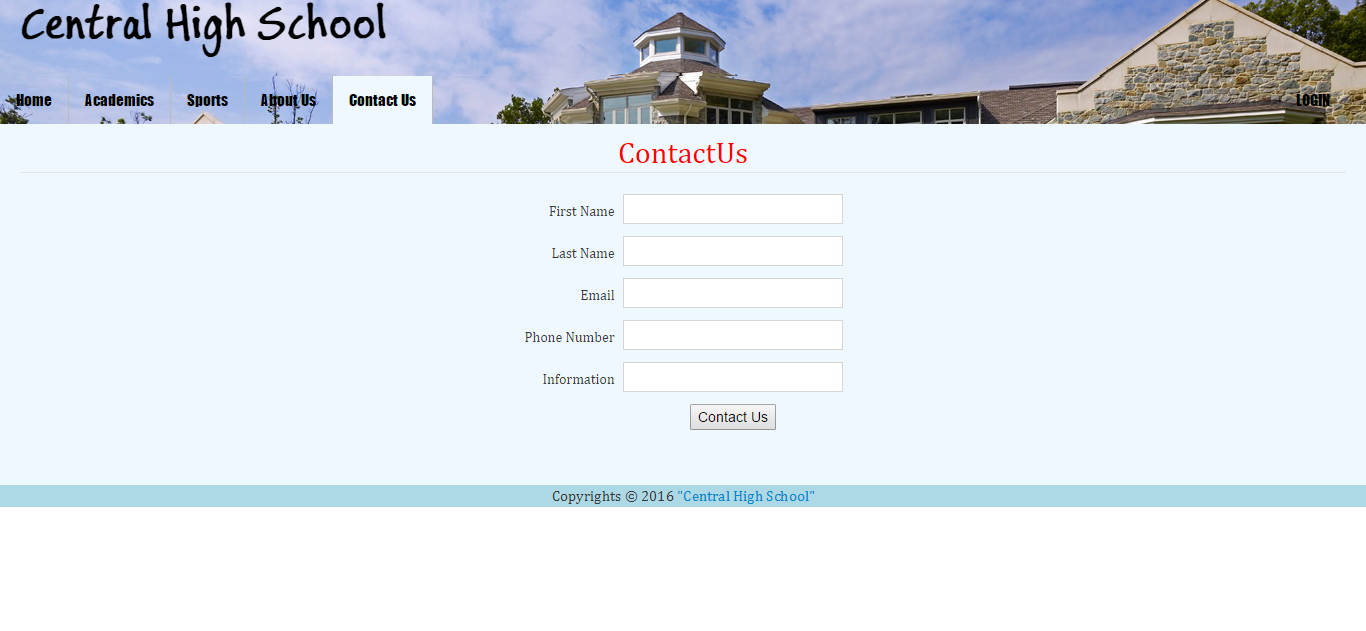 Central High School
Home Academics Sports About Us Contact Us LOGIN
ContactUs
First Name
Last Name
Email
Phone Number
Information
Contact Us
Copyrights © 2016 "Central High School"